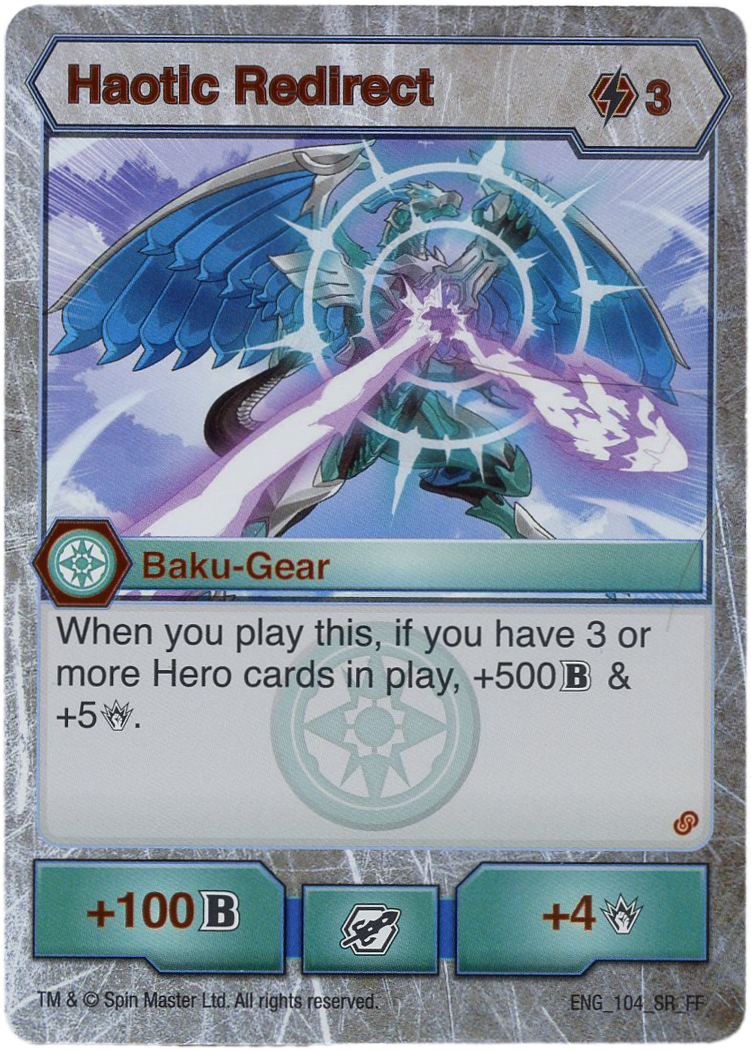 Haotic Redirect
3
Baku-Gear
When you play this, if you have 3 or
more Hero cards in play, +500B &
+5.
+100B
+4
TM & © Spin Master Ltd. All rights reserved.
ENG_104_SR_FF